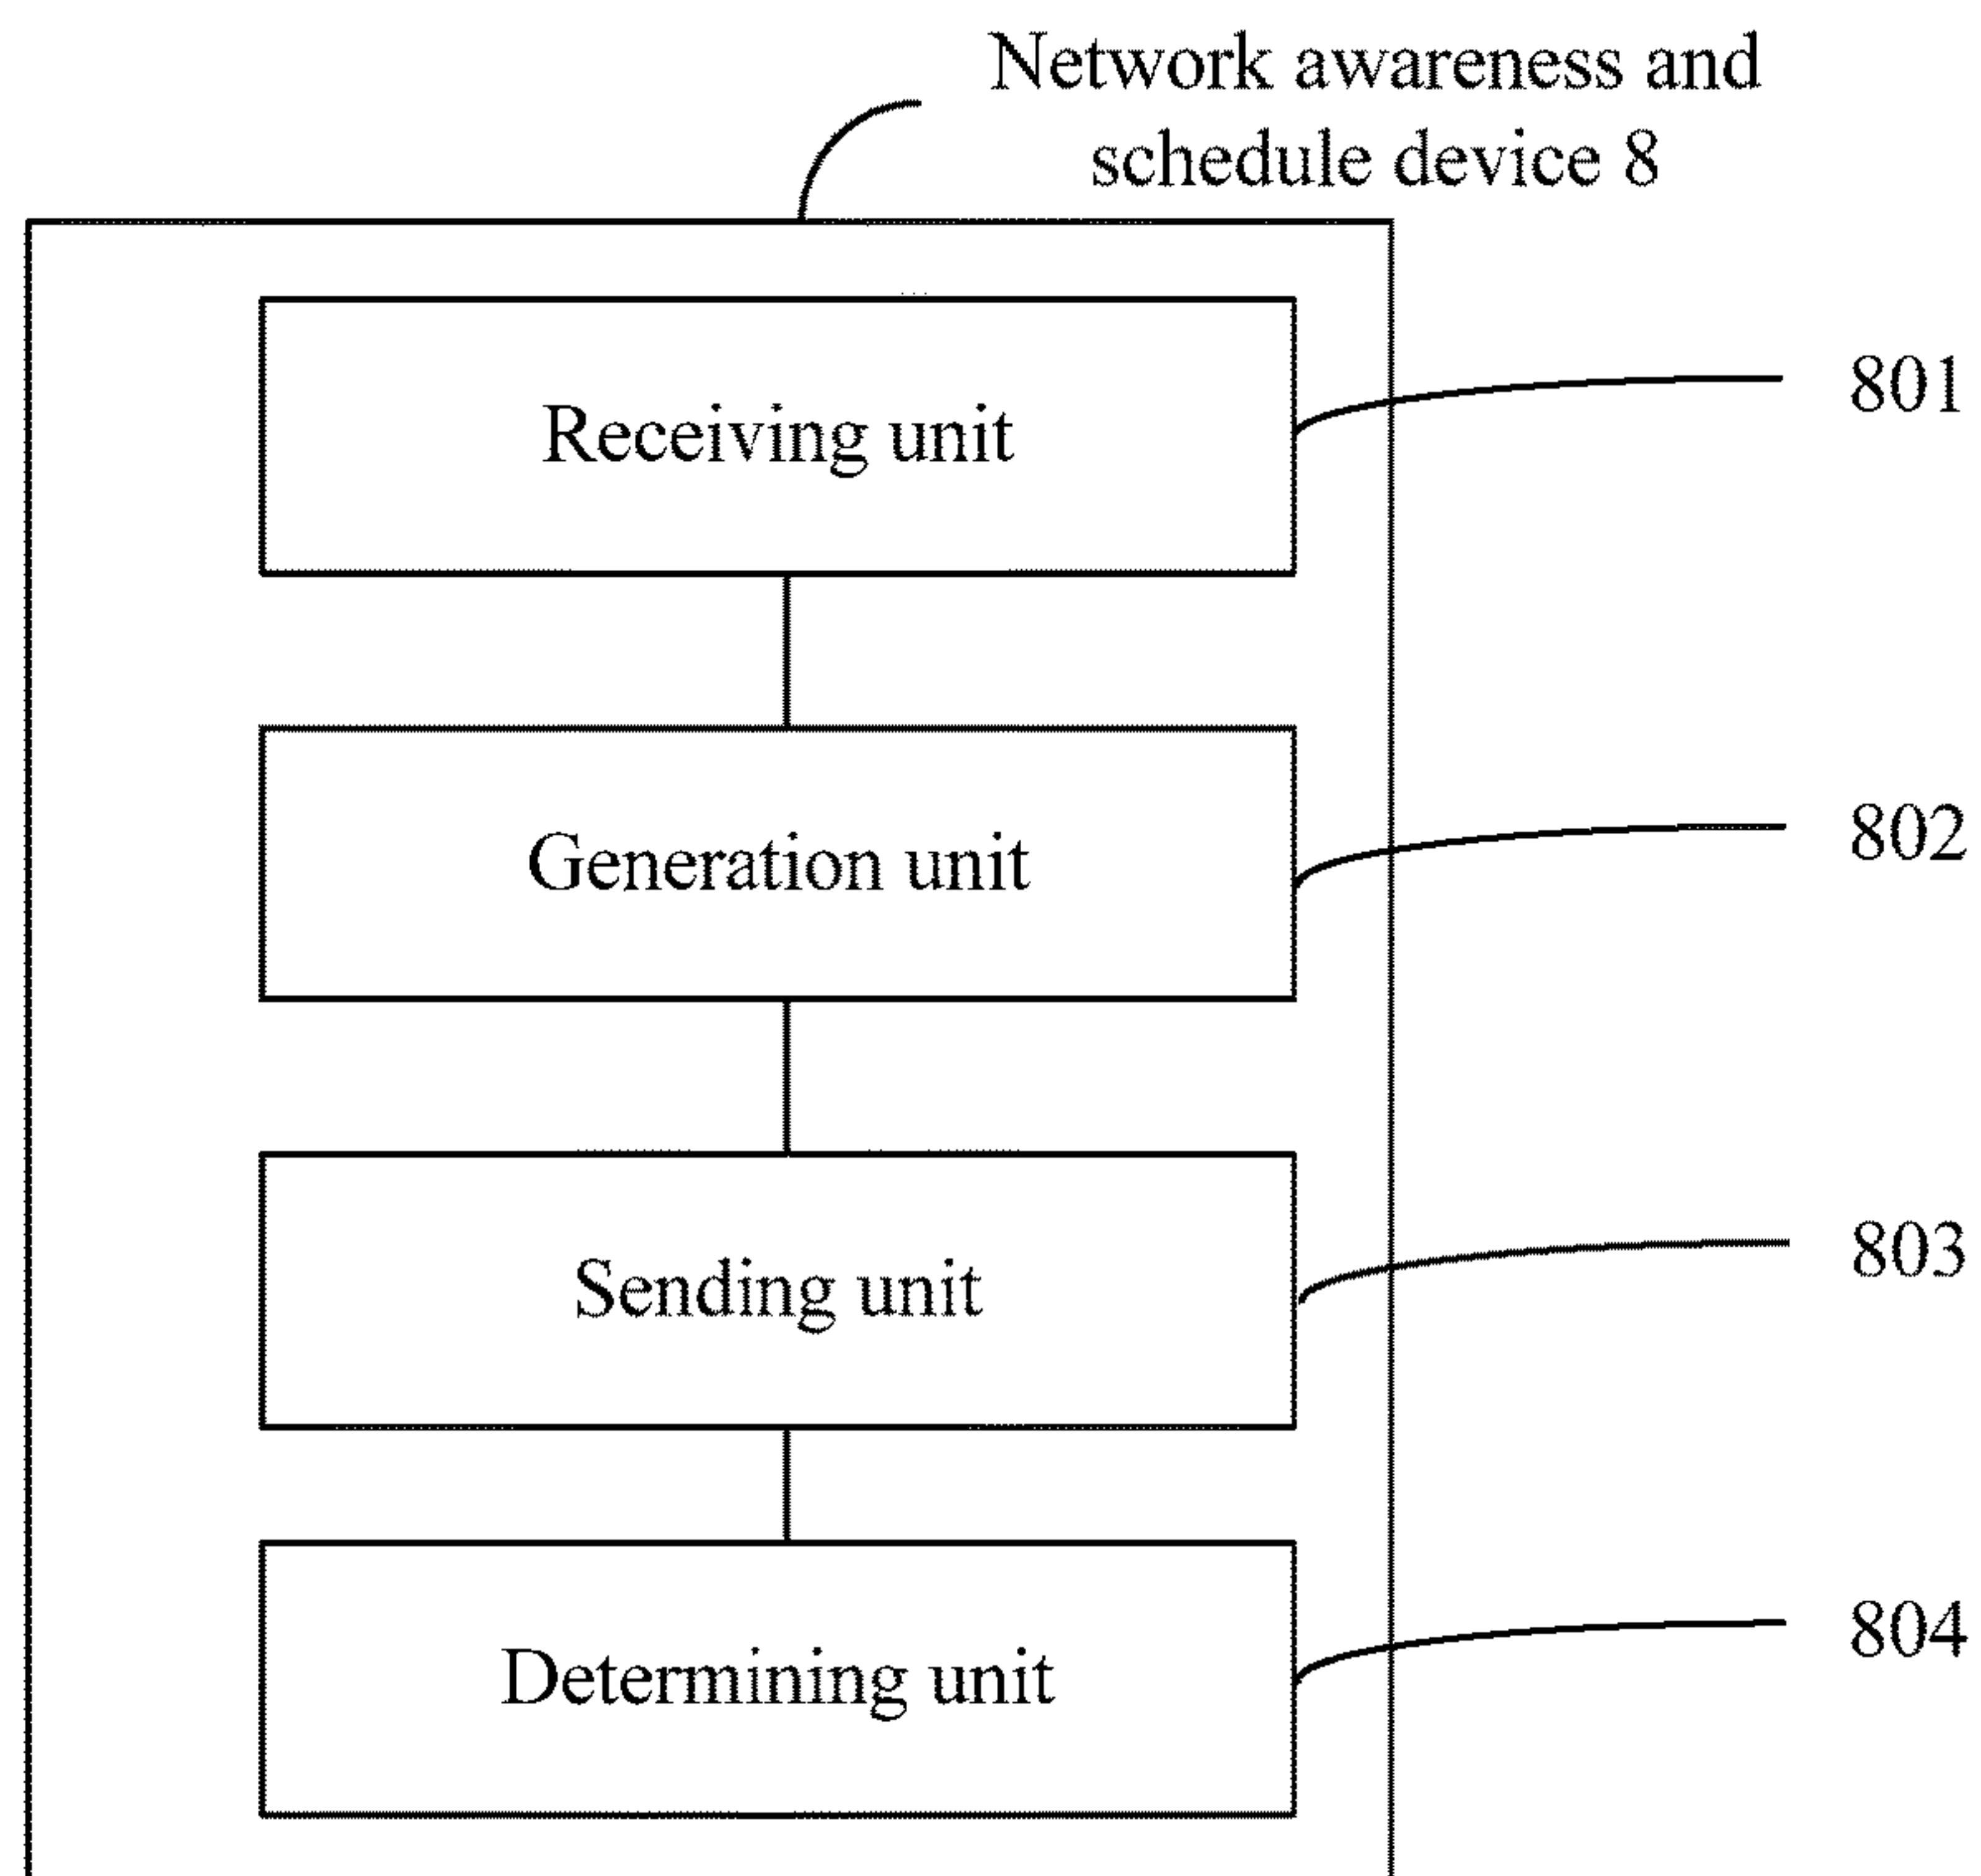 Network awareness and
schedule device 8
Receiving unit
801
Generation unit
802
Sending unit
803
Determining unit
804